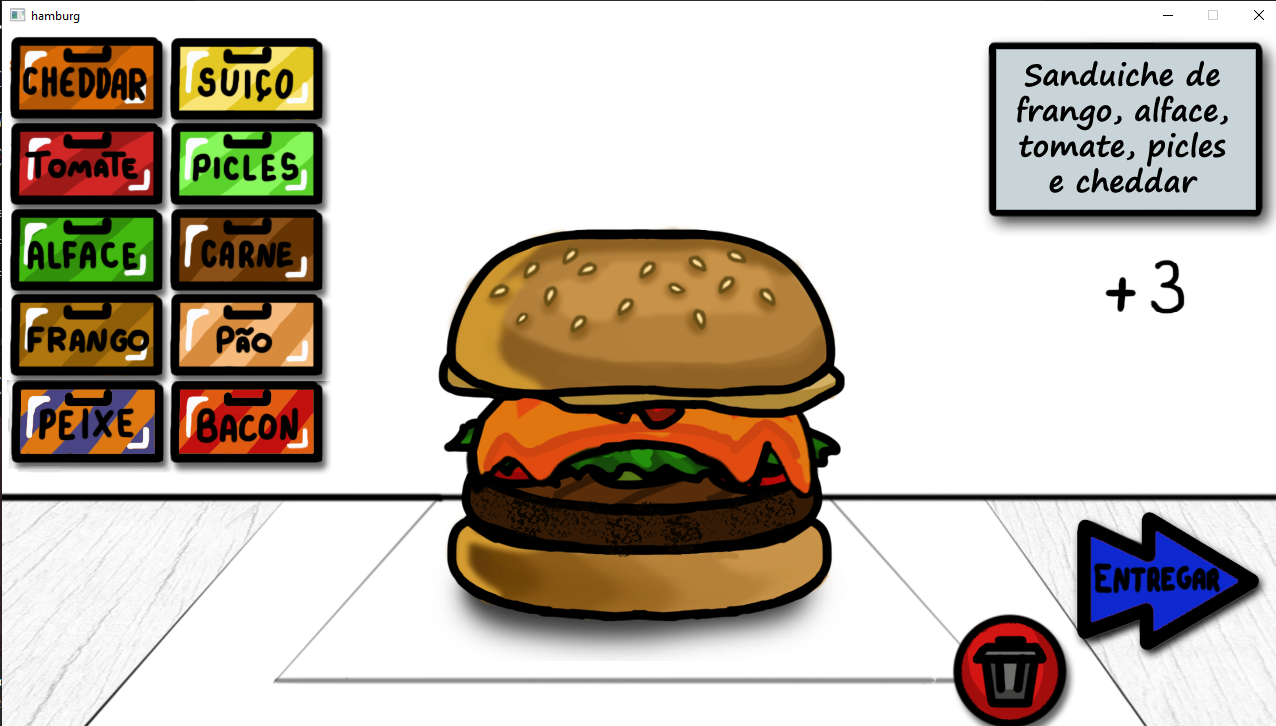 hamburg
CHEDDAR
SUIÇO
TOMATE
PICLES
ALFACE
CARNE
FRANGO
PÃO
PEIXE
BACON
Sanduiche de
frango, alface,
tomate, picles
e cheddar
+3
ENTREGAR